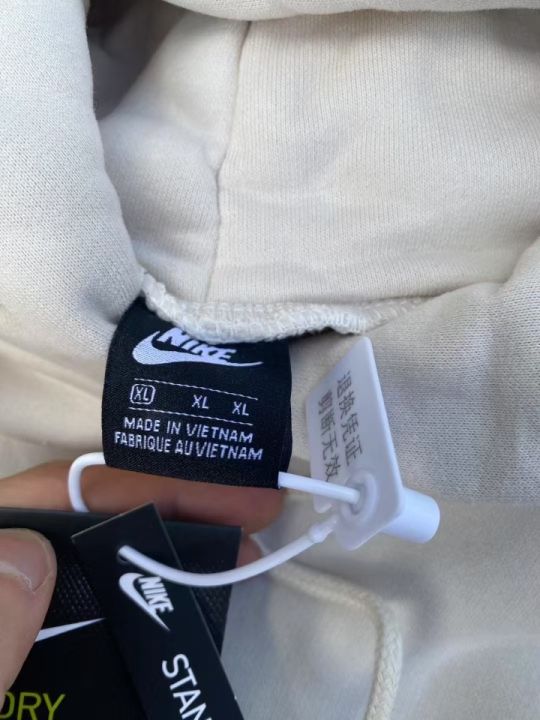 NIKE
XL XL XL
MADE IN VIETNAM
FABRIQUE AU VIETNAM
退换凭证
剪断无效
NIKE
STAN
DRY